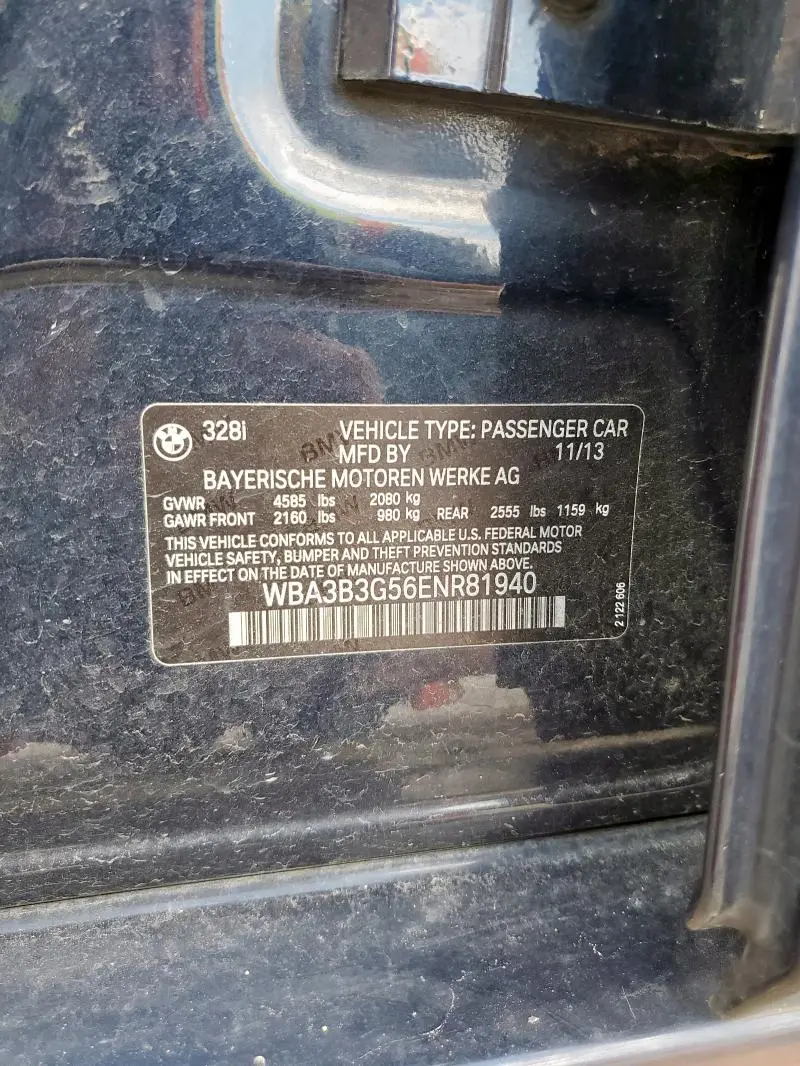 328i VEHICLE TYPE: PASSENGER CAR
MFD BY 11/13
BAYERISCHE MOTOREN WERKE AG
GVWR 4585 lbs 2080 kg
GAWR FRONT 2160 lbs 980 kg REAR 2555 lbs 1159 kg
THIS VEHICLE CONFORMS TO ALL APPLICABLE U.S. FEDERAL MOTOR
VEHICLE SAFETY, BUMPER AND THEFT PREVENTION STANDARDS
IN EFFECT ON THE DATE OF MANUFACTURE SHOWN ABOVE.
WBA3B3G56ENR81940
2 122 606